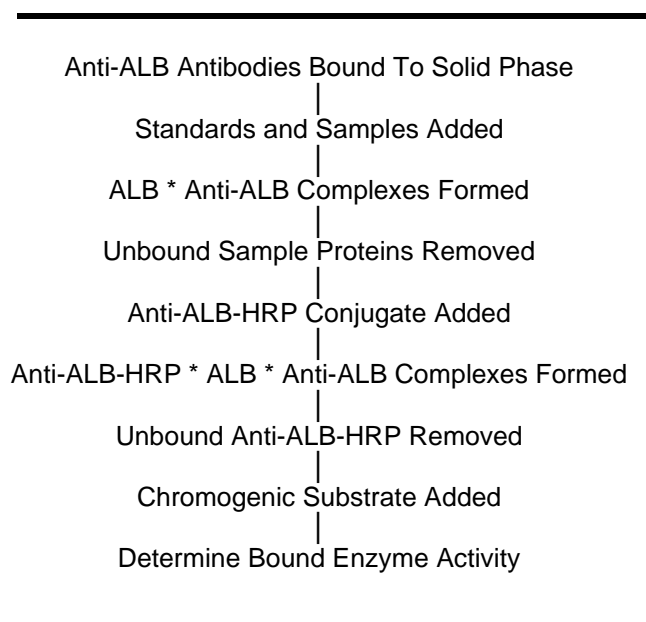 Anti-ALB Antibodies Bound To Solid Phase
Standards and Samples Added
ALB * Anti-ALB Complexes Formed
Unbound Sample Proteins Removed
Anti-ALB-HRP Conjugate Added
Anti-ALB-HRP * ALB * Anti-ALB Complexes Formed
Unbound Anti-ALB-HRP Removed
Chromogenic Substrate Added
Determine Bound Enzyme Activity